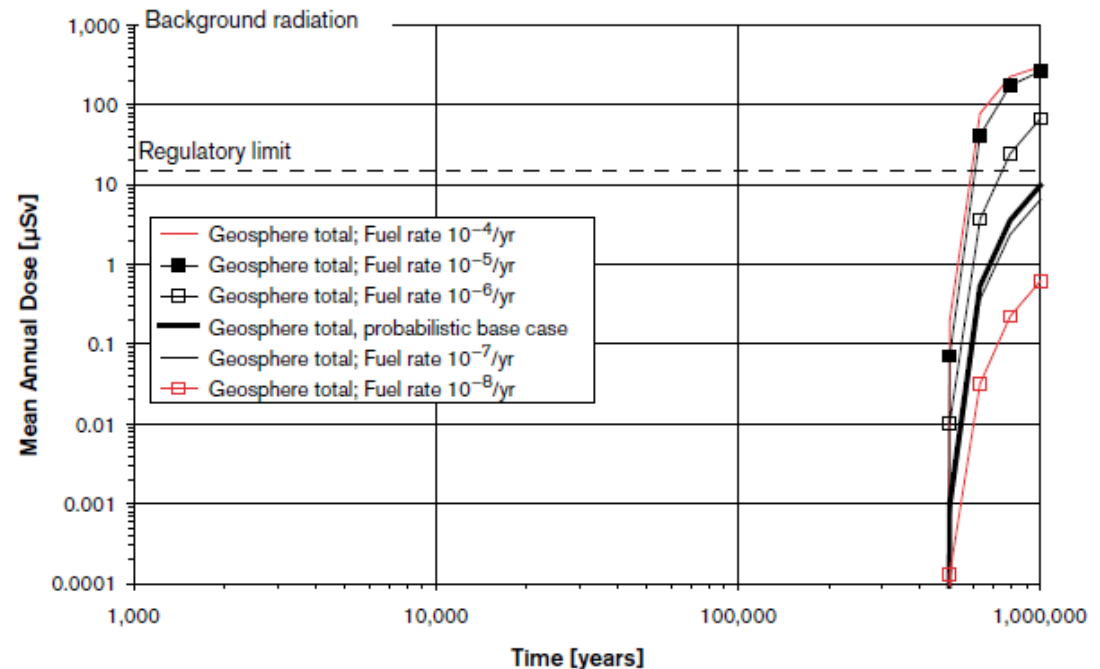 Background radiation
1,000
100
10
1
0.1
0.01
0.001
0.0001
Mean Annual Dose [µSv]
Regulatory limit
Geosphere total; Fuel rate 10⁻⁴/yr
Geosphere total; Fuel rate 10⁻⁵/yr
Geosphere total; Fuel rate 10⁻⁶/yr
Geosphere total, probabilistic base case
Geosphere total; Fuel rate 10⁻⁷/yr
Geosphere total; Fuel rate 10⁻⁸/yr
1,000
10,000
100,000
1,000,000
Time [years]